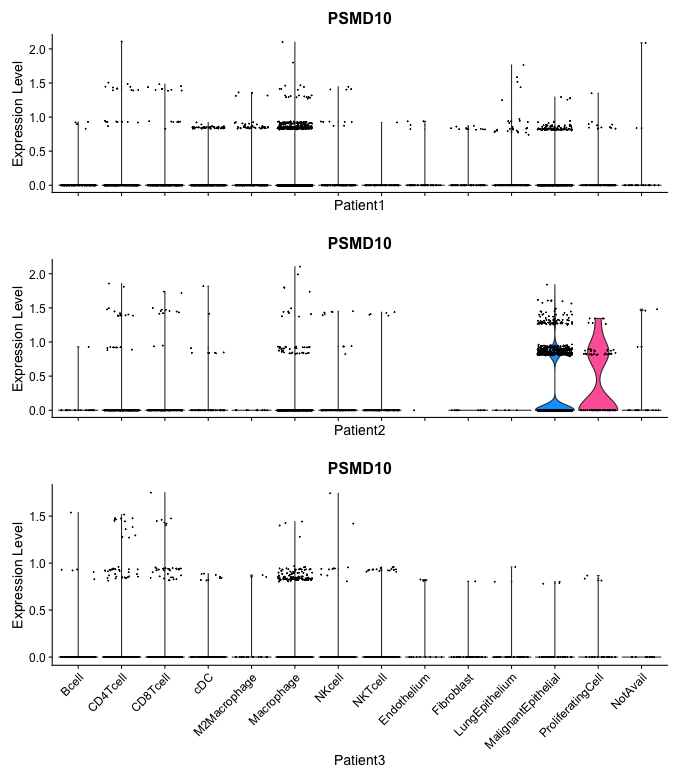 PSMD10
Expression Level
2.0
1.5
1.0
0.5
0.0
Patient1
PSMD10
Expression Level
2.0
1.5
1.0
0.5
0.0
Patient2
PSMD10
Expression Level
1.5
1.0
0.5
0.0
Bcell
CD4Tcell
CD8Tcell
cDC
M2Macrophage
Macrophage
NKcell
NKTcell
Endothelium
Fibroblast
LungEpithelium
MalignantEpithelial
ProliferatingCell
NotAvail
Patient3